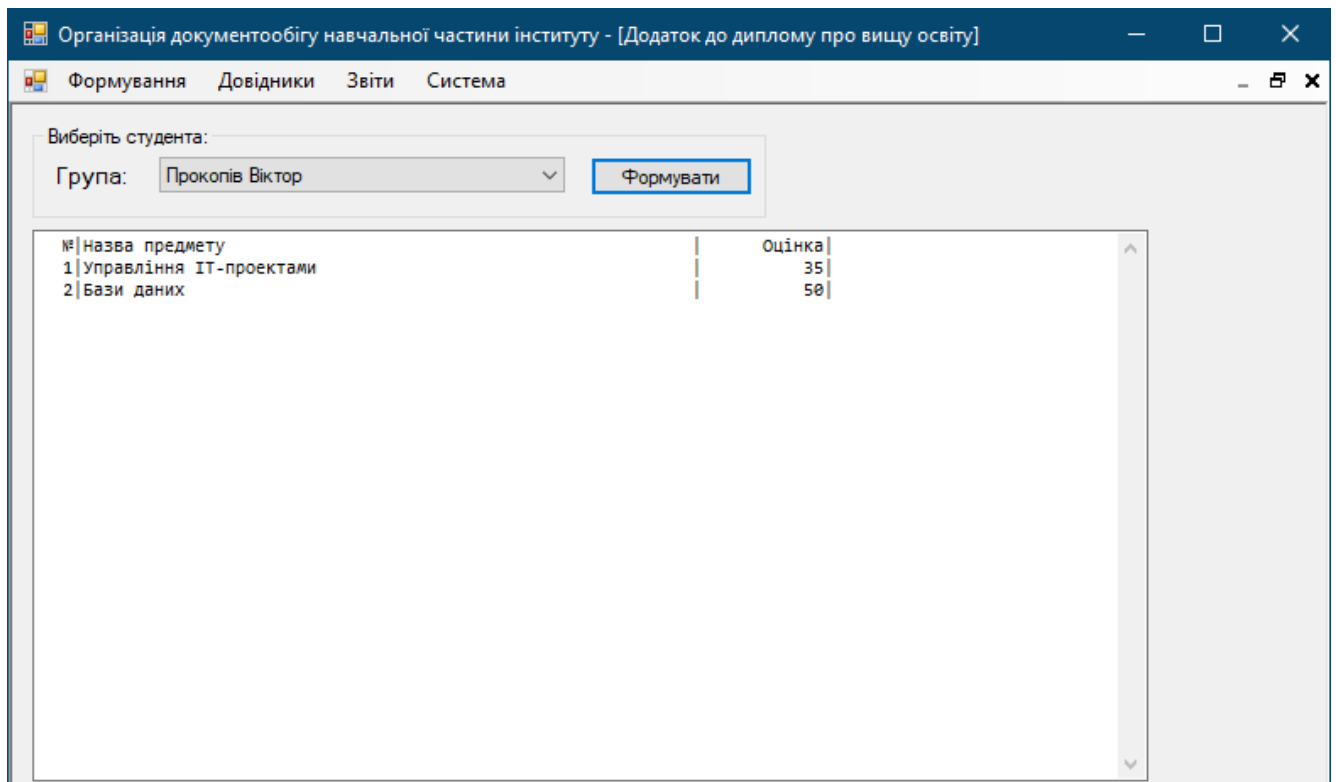 Організація документообігу навчальної частини інституту - [Додаток до диплому про вищу освіту]
Формування Довідники Звіти Система
Виберіть студента:
Група: Прокопів Віктор Формувати
№|Назва предмету | Оцінка|
1|Управління ІТ-проектами | 35|
2|Бази даних | 50|